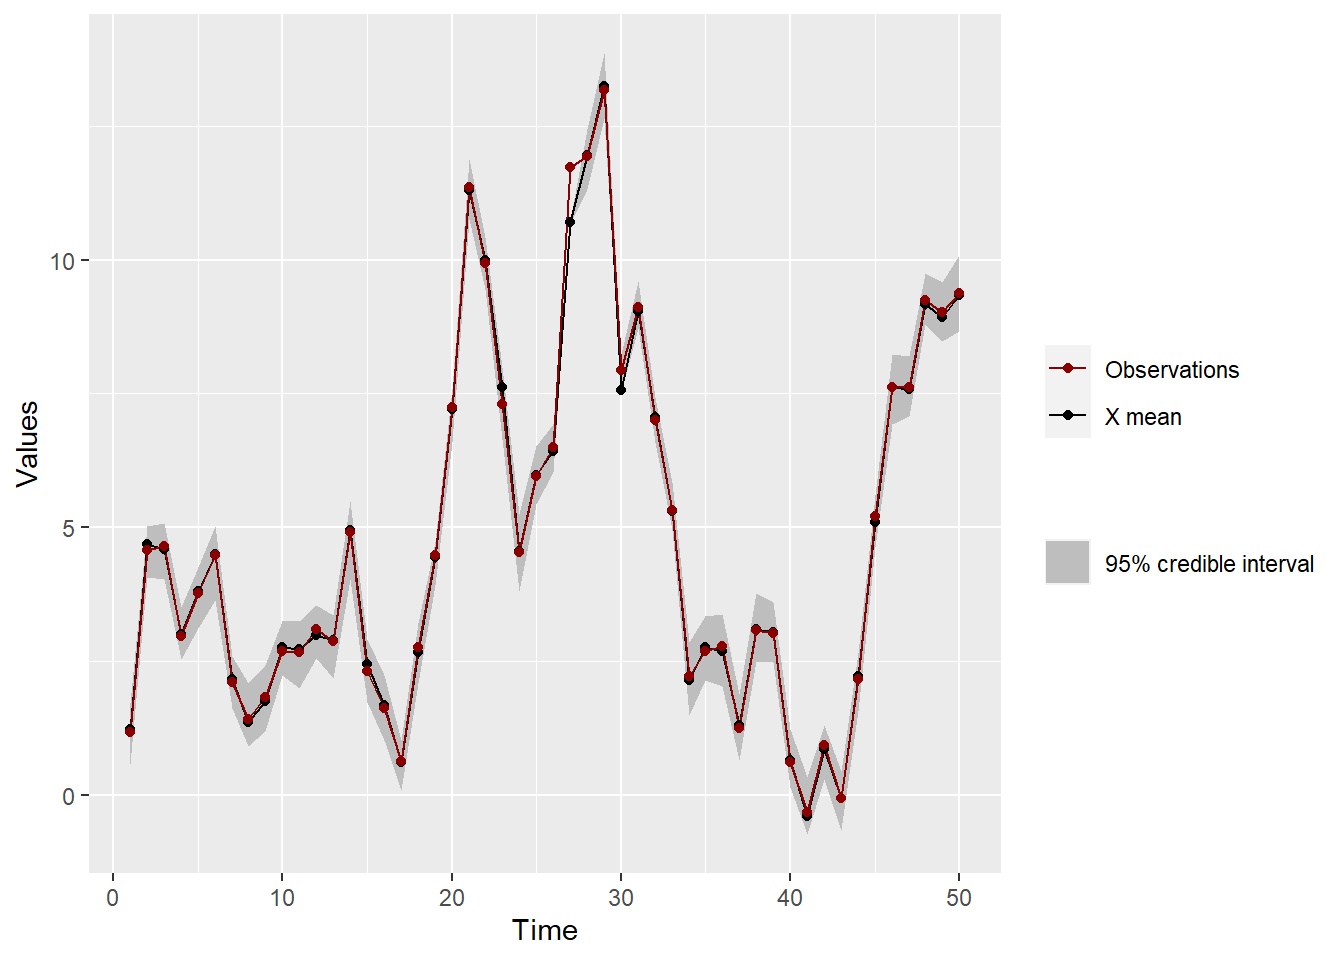 10
5
0
Values
0 10 20 30 40 50
Time
Observations
X mean
95% credible interval